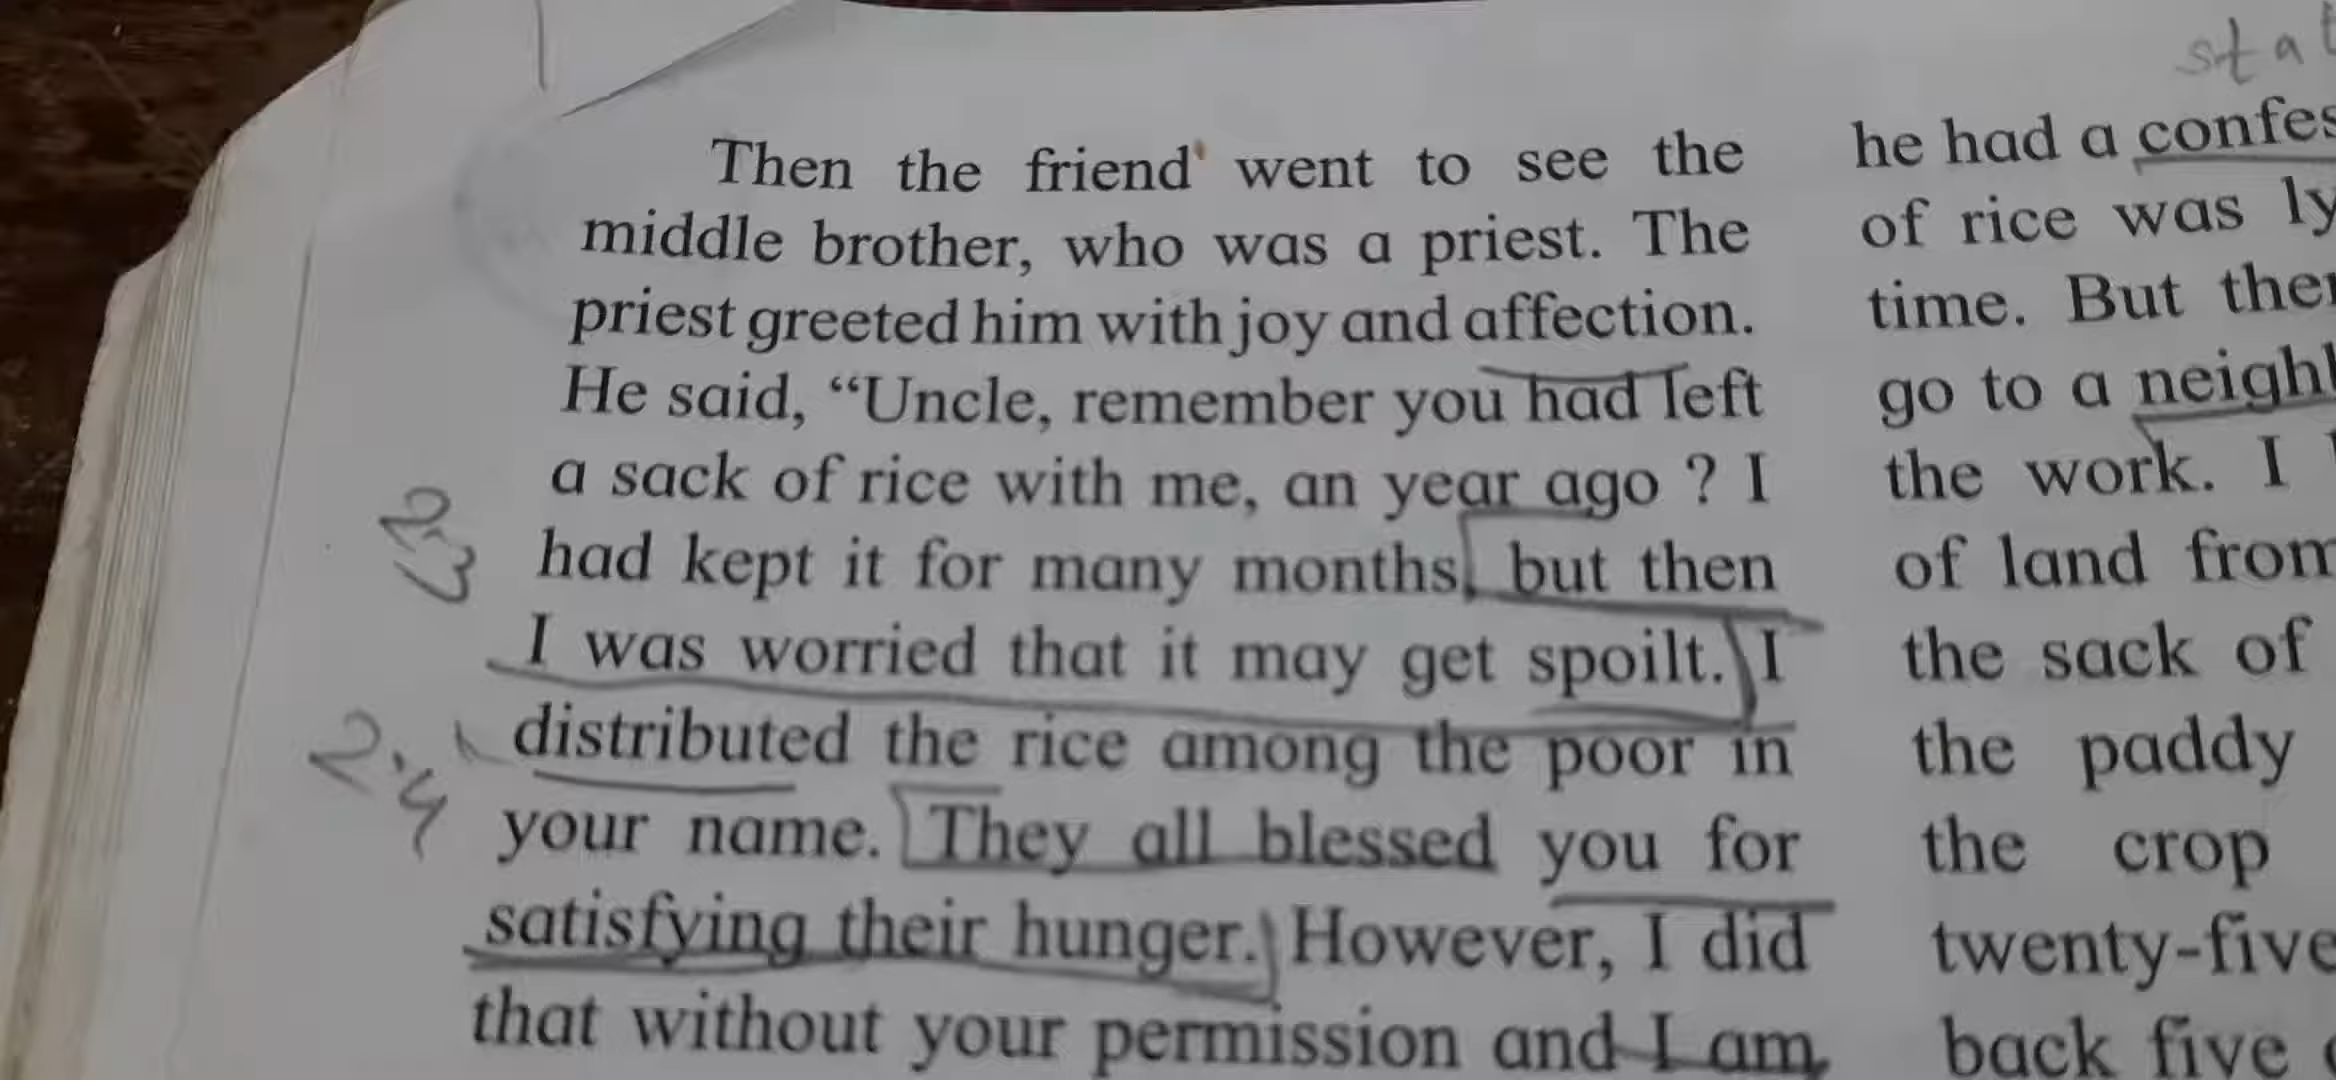 Then the friend went to see the
middle brother, who was a priest. The
priest greeted him with joy and affection.
He said, “Uncle, remember you had left
a sack of rice with me, an year ago ? I
had kept it for many months, but then
I was worried that it may get spoilt. I
distributed the rice among the poor in
your name. They all blessed you for
satisfying their hunger. However, I did
that without your permission and I am
2.3
2.4
he had a
of rice was
time. But
go to a
the work. I
of land from
the sack of
the paddy
the crop
twenty-five
back five